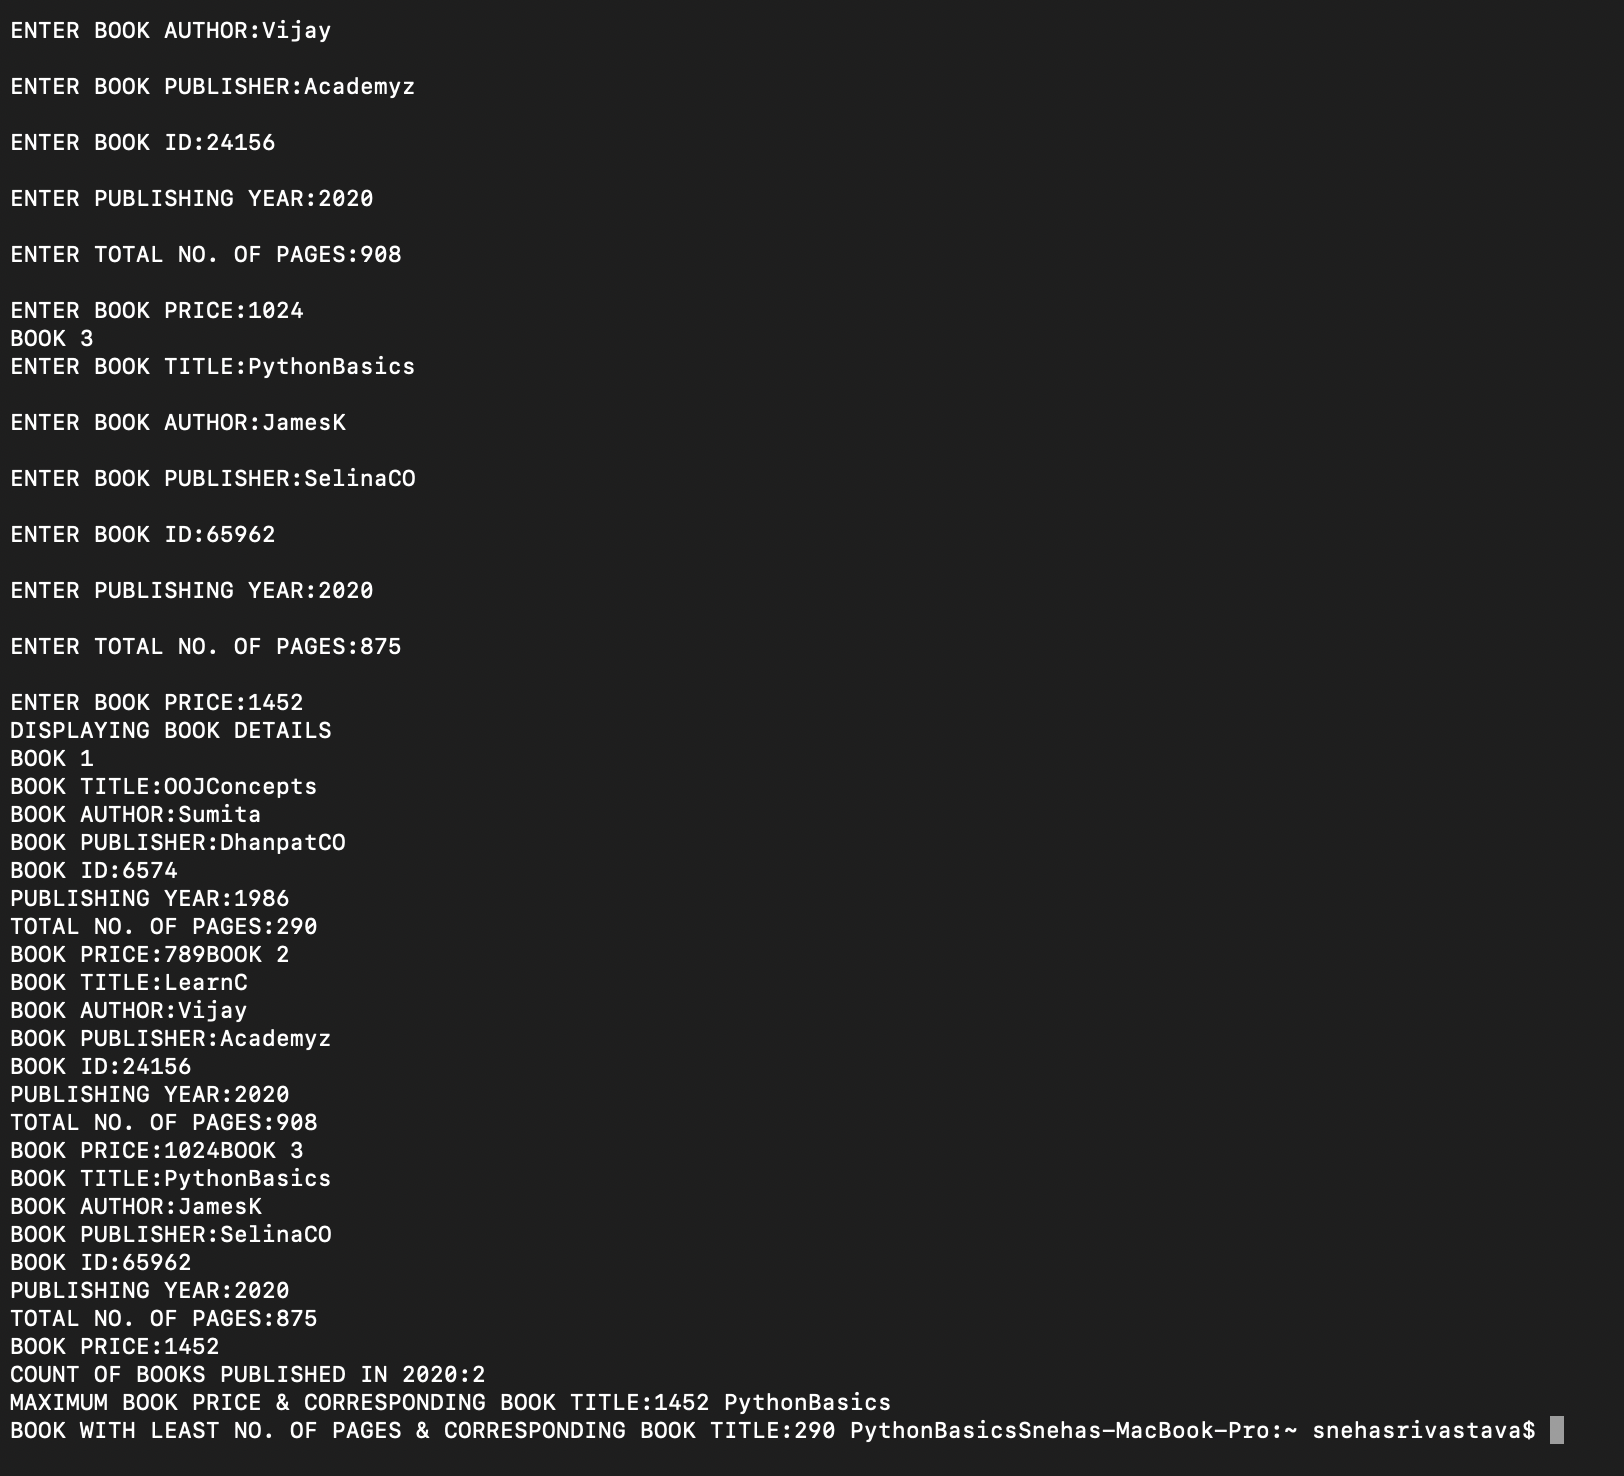 ENTER BOOK AUTHOR:Vijay
ENTER BOOK PUBLISHER:Academyz
ENTER BOOK ID:24156
ENTER PUBLISHING YEAR:2020
ENTER TOTAL NO. OF PAGES:908
ENTER BOOK PRICE:1024
BOOK 3
ENTER BOOK TITLE:PythonBasics
ENTER BOOK AUTHOR:JamesK
ENTER BOOK PUBLISHER:SelinaCO
ENTER BOOK ID:65962
ENTER PUBLISHING YEAR:2020
ENTER TOTAL NO. OF PAGES:875
ENTER BOOK PRICE:1452
DISPLAYING BOOK DETAILS
BOOK 1
BOOK TITLE:OOJConcepts
BOOK AUTHOR:Sumita
BOOK PUBLISHER:DhanpatCO
BOOK ID:6574
PUBLISHING YEAR:1986
TOTAL NO. OF PAGES:290
BOOK PRICE:789BOOK 2
BOOK TITLE:LearnC
BOOK AUTHOR:Vijay
BOOK PUBLISHER:Academyz
BOOK ID:24156
PUBLISHING YEAR:2020
TOTAL NO. OF PAGES:908
BOOK PRICE:1024BOOK 3
BOOK TITLE:PythonBasics
BOOK AUTHOR:JamesK
BOOK PUBLISHER:SelinaCO
BOOK ID:65962
PUBLISHING YEAR:2020
TOTAL NO. OF PAGES:875
BOOK PRICE:1452
COUNT OF BOOKS PUBLISHED IN 2020:2
MAXIMUM BOOK PRICE & CORRESPONDING BOOK TITLE:1452 PythonBasics
BOOK WITH LEAST NO. OF PAGES & CORRESPONDING BOOK TITLE:290 PythonBasicsSnehas-MacBook-Pro:~ snehasrivastava$